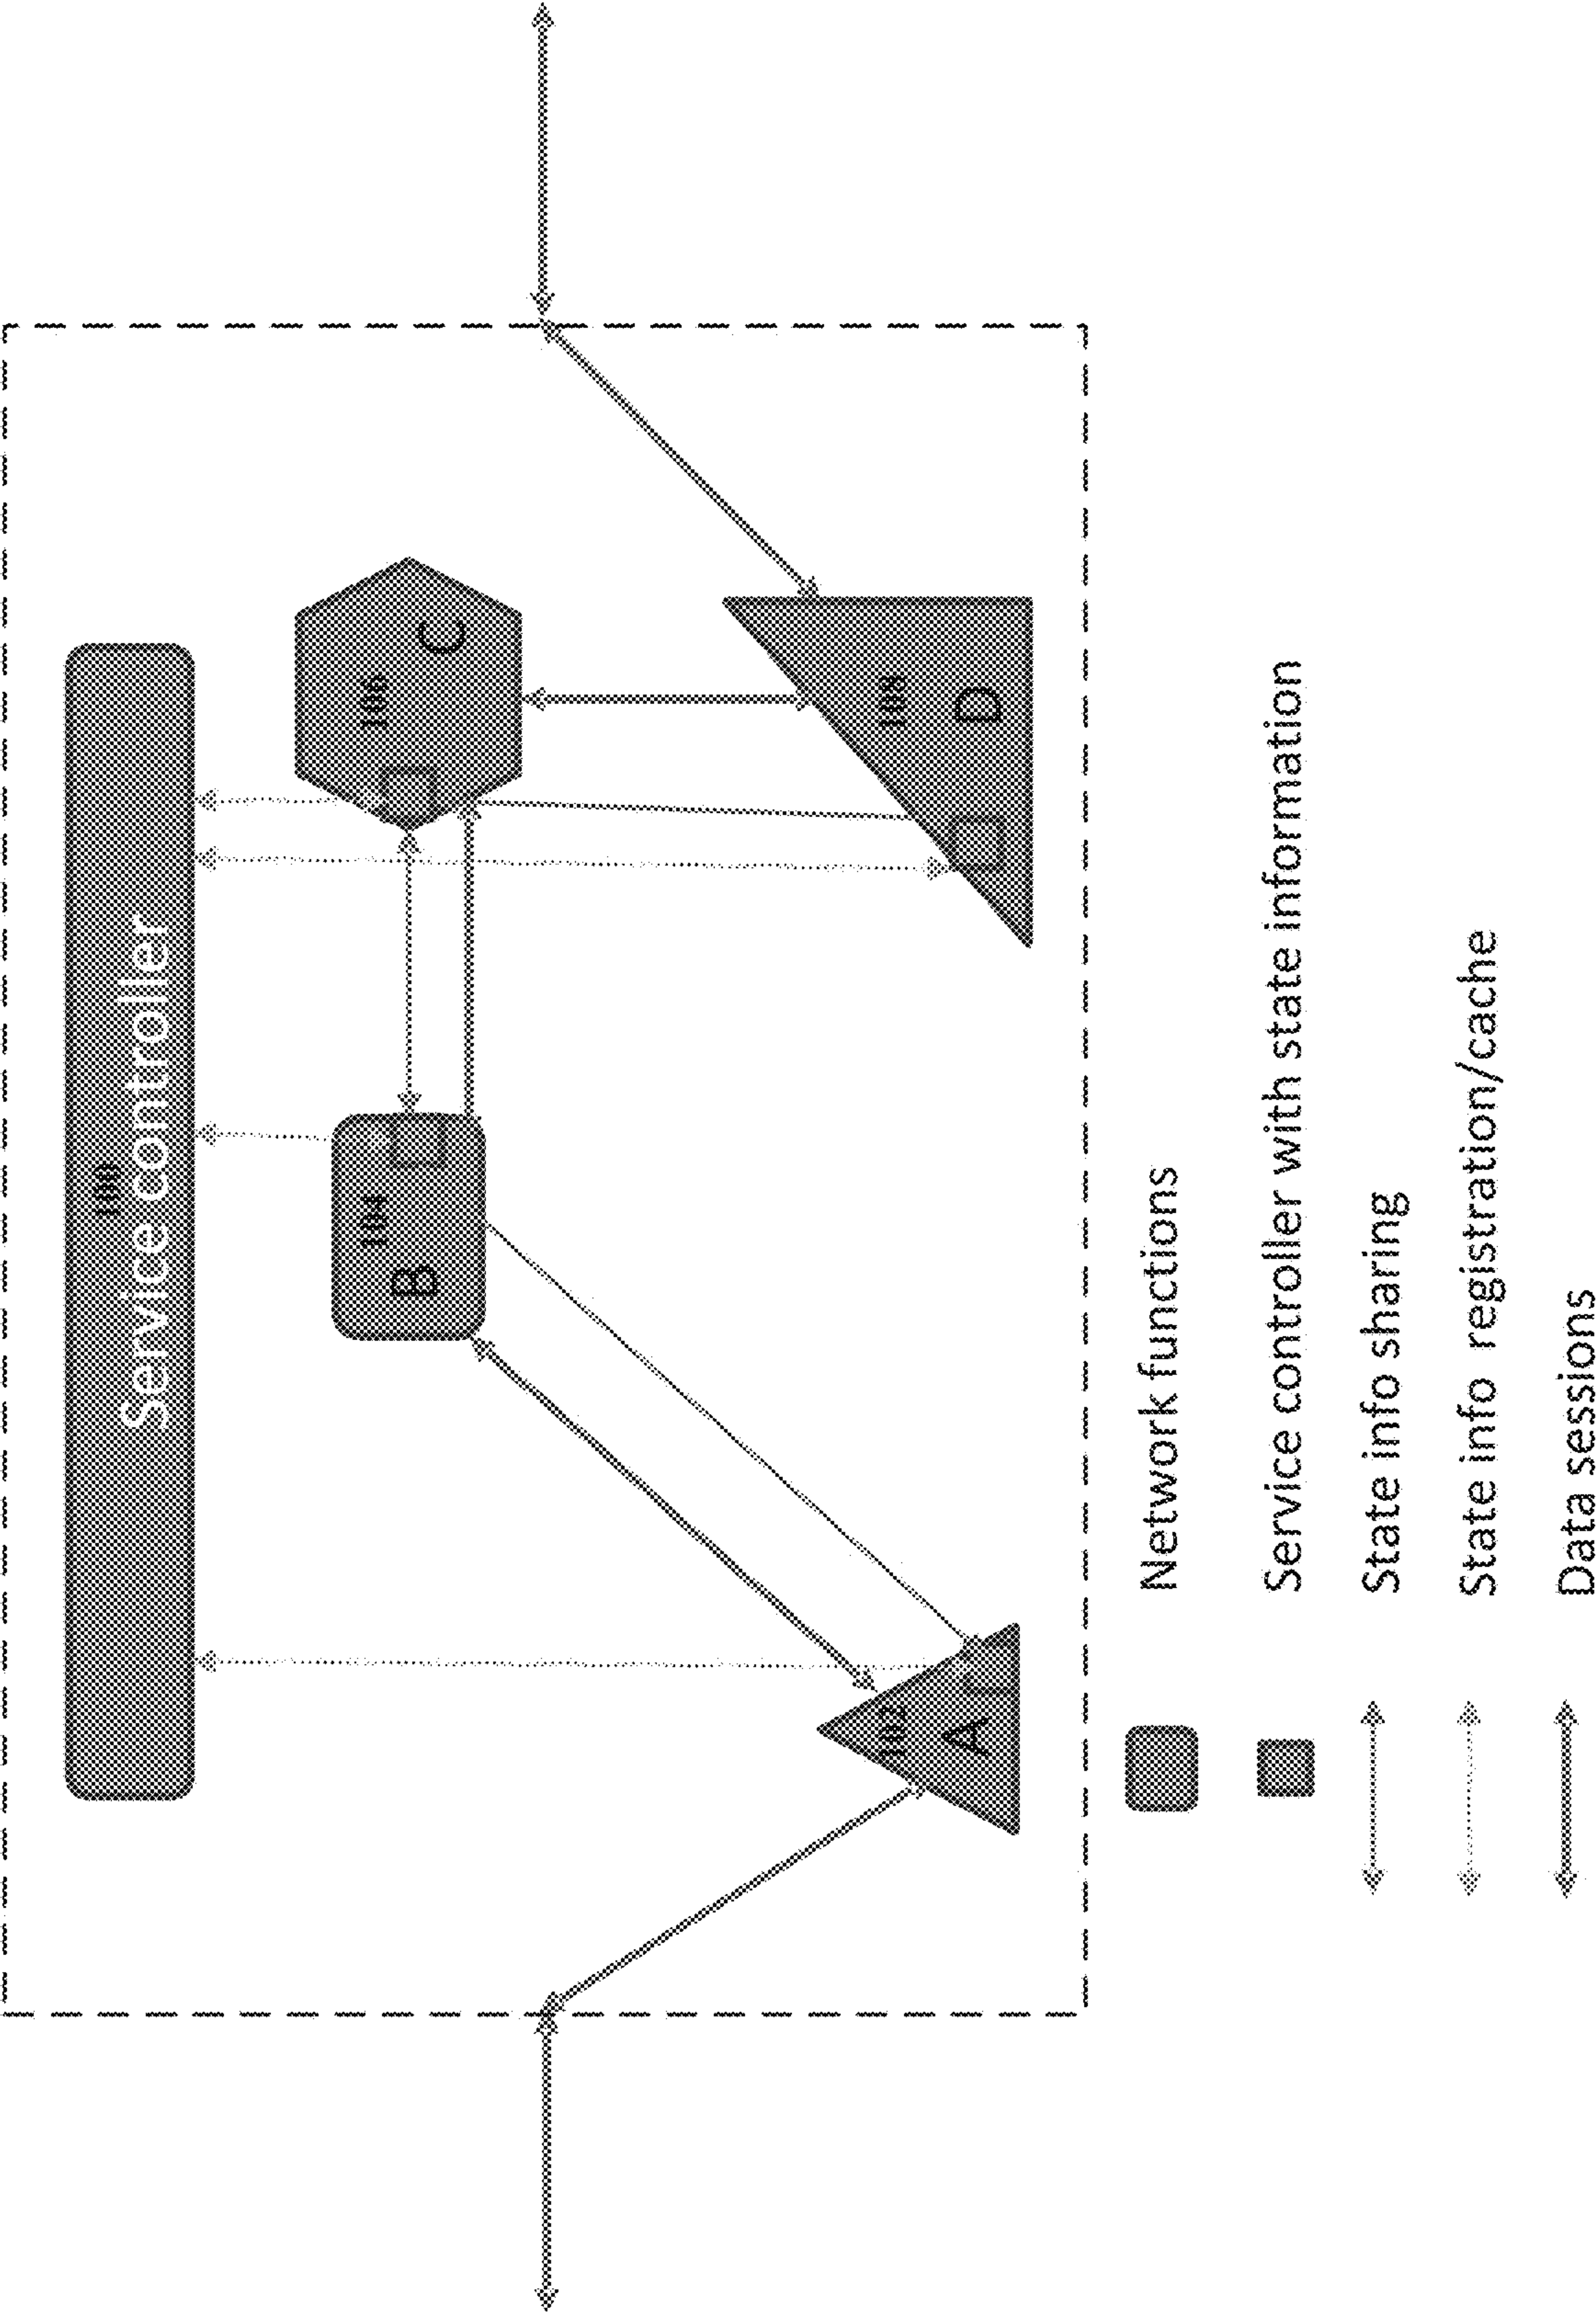 100
Service controller
104
B
106
C
102
A
108
D
Network functions
Service controller with state information
State info sharing
State info registration/cache
Data sessions